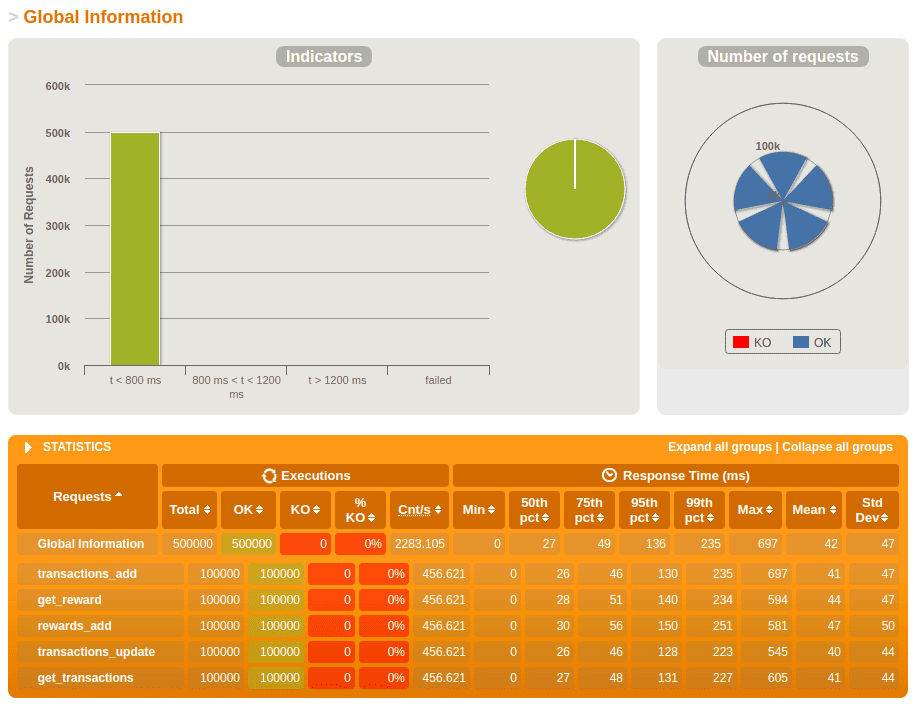 > Global Information
Indicators
Number of Requests
600k
500k
400k
300k
200k
100k
0k
t < 800 ms
800 ms < t < 1200 ms
t > 1200 ms
failed
Number of requests
100k
KO
OK
STATISTICS
Expand all groups | Collapse all groups
Requests
Executions
Response Time (ms)
Total OK KO % KO Cnt/s Min 50th pct 75th pct 95th pct 99th pct Max Mean Std Dev
Global Information 500000 500000 0 0% 2283.105 0 27 49 136 235 697 42 47
transactions_add 100000 100000 0 0% 456.621 0 26 46 130 235 697 41 47
get_reward 100000 100000 0 0% 456.621 0 28 51 140 234 594 44 47
rewards_add 100000 100000 0 0% 456.621 0 30 56 150 251 581 47 50
transactions_update 100000 100000 0 0% 456.621 0 26 46 128 223 545 40 44
get_transactions 100000 100000 0 0% 456.621 0 27 48 131 227 605 41 44